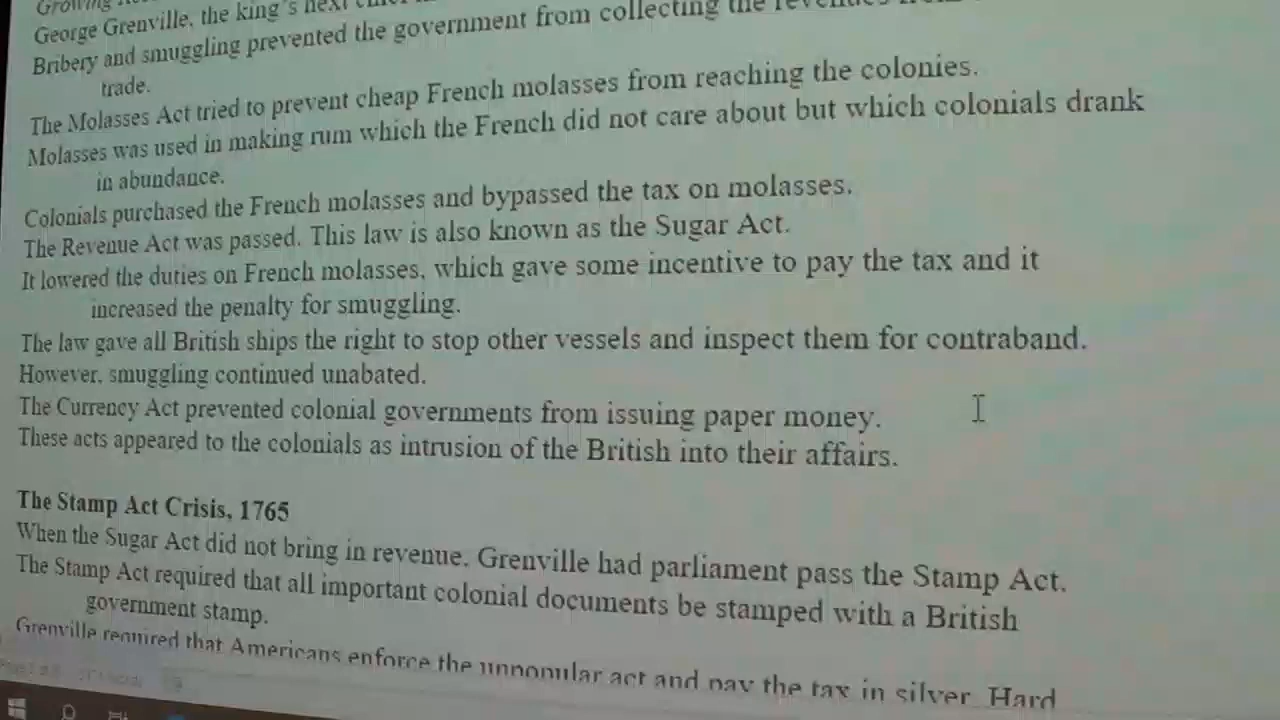 Growing
George Grenville, the king's next
Bribery and smuggling prevented the government from collecting the revenues from
trade.
The Molasses Act tried to prevent cheap French molasses from reaching the colonies.
Molasses was used in making rum which the French did not care about but which colonials drank
in abundance.
Colonials purchased the French molasses and bypassed the tax on molasses.
The Revenue Act was passed. This law is also known as the Sugar Act.
It lowered the duties on French molasses, which gave some incentive to pay the tax and it
increased the penalty for smuggling.
The law gave all British ships the right to stop other vessels and inspect them for contraband.
However, smuggling continued unabated.
The Currency Act prevented colonial governments from issuing paper money.
These acts appeared to the colonials as intrusion of the British into their affairs.
The Stamp Act Crisis, 1765
When the Sugar Act did not bring in revenue, Grenville had parliament pass the Stamp Act.
The Stamp Act required that all important colonial documents be stamped with a British
government stamp.
Grenville required that Americans enforce the unpopular act and pay the tax in silver. Hard